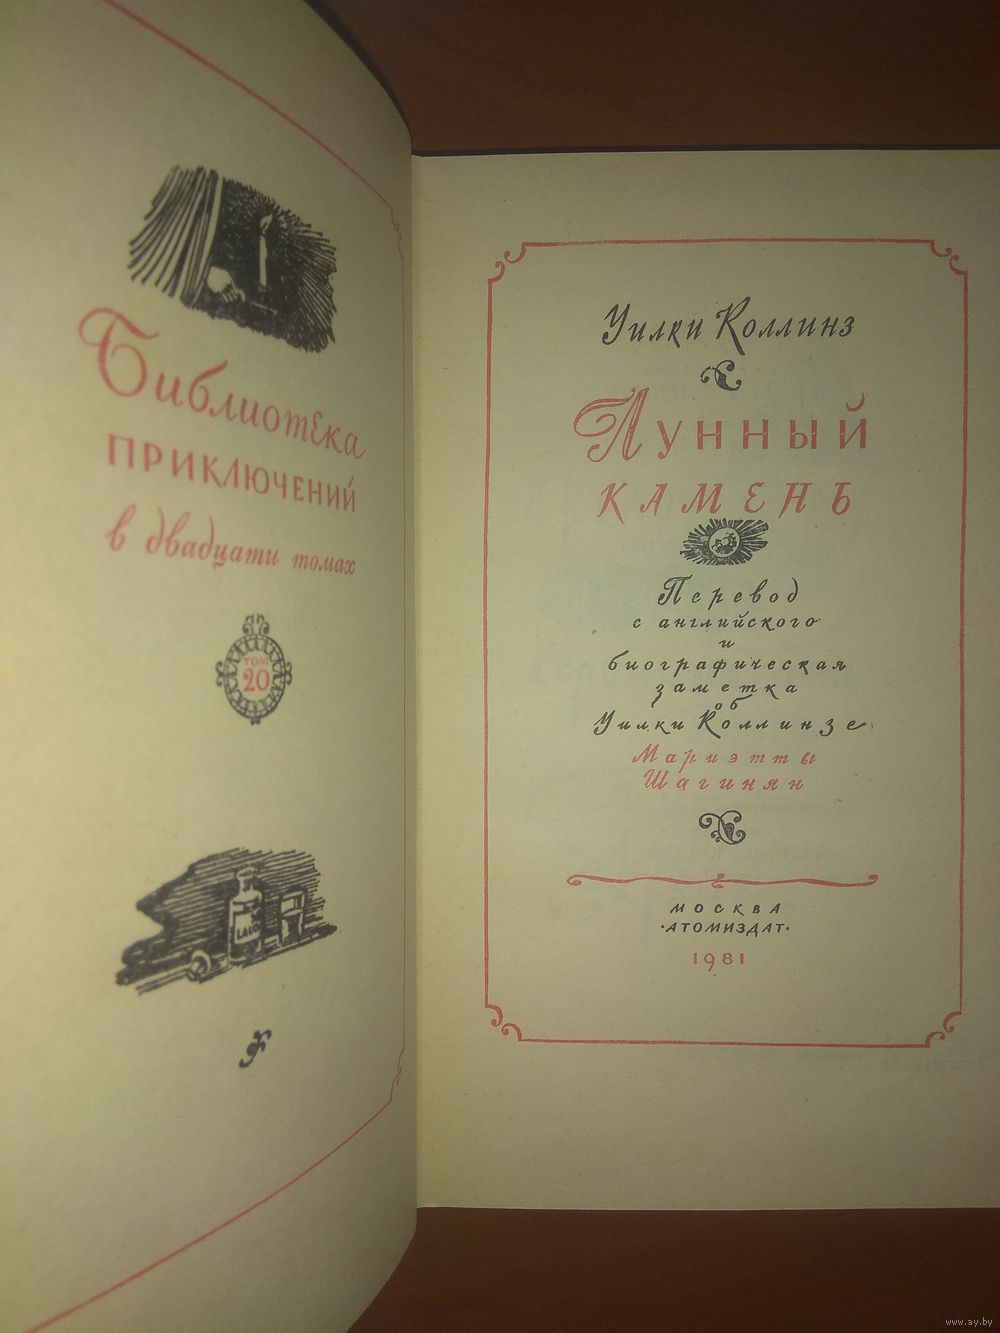 Библиотека
приключений
в двадцати томах
ТОМ
20
LAUD
Уилки Коллинз
Лунный
камень
Перевод
с английского
и
биографическая
заметка
об
Уилки Коллинзе
Мариэтты
Шагинян
МОСКВА
·АТОМИЗДАТ·
1981
www.ay.by